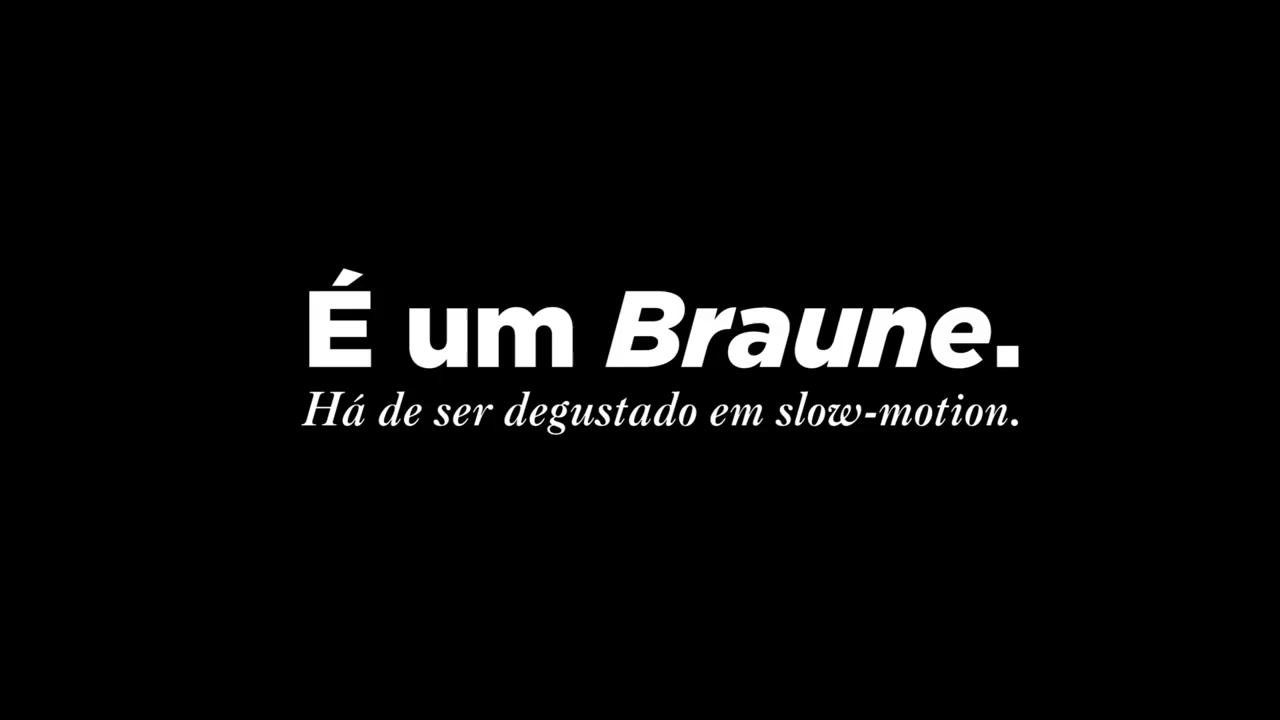 É um Braune.
Há de ser degustado em slow-motion.